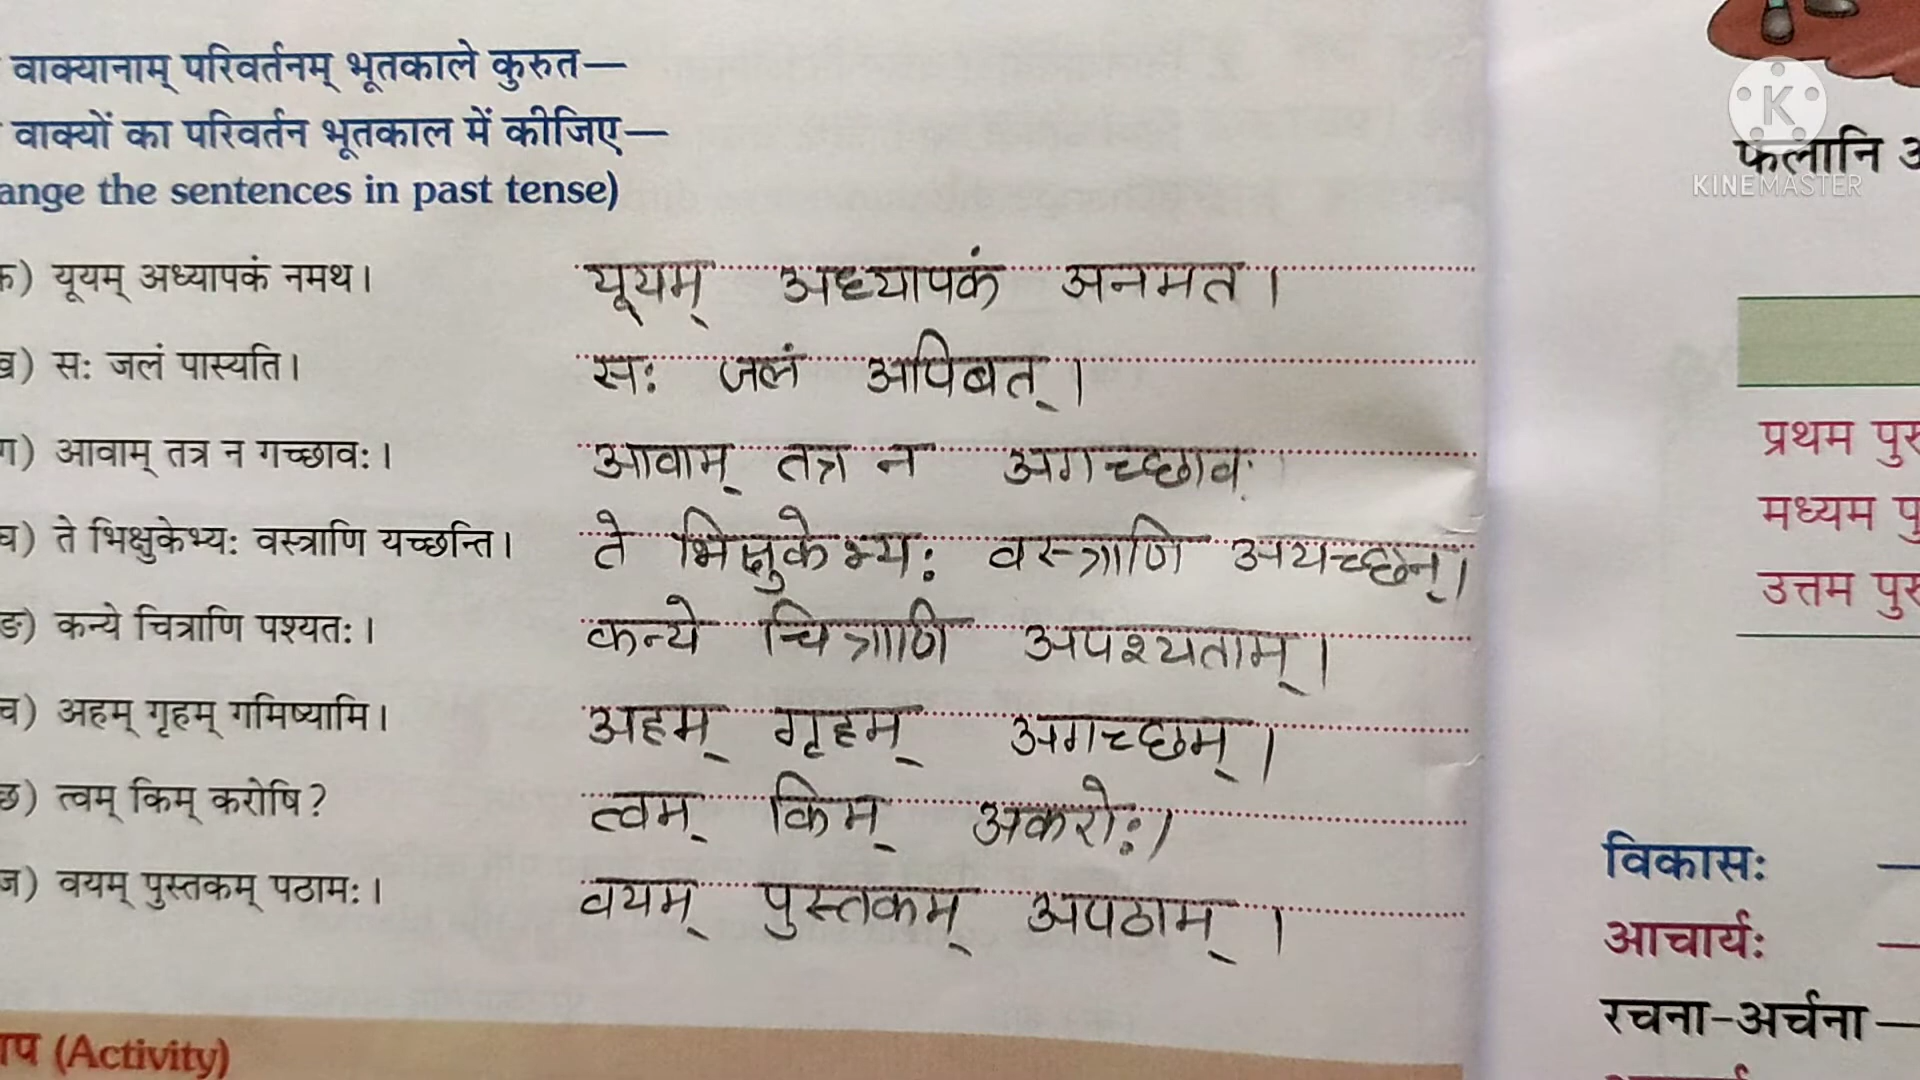 वाक्यानाम् परिवर्तनम् भूतकाले कुरुत—
वाक्यों का परिवर्तन भूतकाल में कीजिए—
ange the sentences in past tense)
क) यूयम् अध्यापकं नमथ। यूयम् अध्यापकं अनमत।
ख) सः जलं पास्यति। सः जलं अपिबत्।
ग) आवाम् तत्र न गच्छावः। आवाम् तत्र न अगच्छावः
घ) ते भिक्षुकेभ्यः वस्त्राणि यच्छन्ति। ते भिक्षुकेभ्यः वस्त्राणि अयच्छन्।
ङ) कन्ये चित्राणि पश्यतः। कन्ये चित्राणि अपश्यताम्।
च) अहम् गृहम् गमिष्यामि। अहम् गृहम् अगच्छम्।
छ) त्वम् किम् करोषि? त्वम् किम् अकरोः।
ज) वयम् पुस्तकम् पठामः। वयम् पुस्तकम् अपठाम्।
(Activity)
K
KINEMASTER
फलानि
प्रथम
मध्यम
उत्तम
विकासः —
आचार्यः —
रचना-अर्चना —